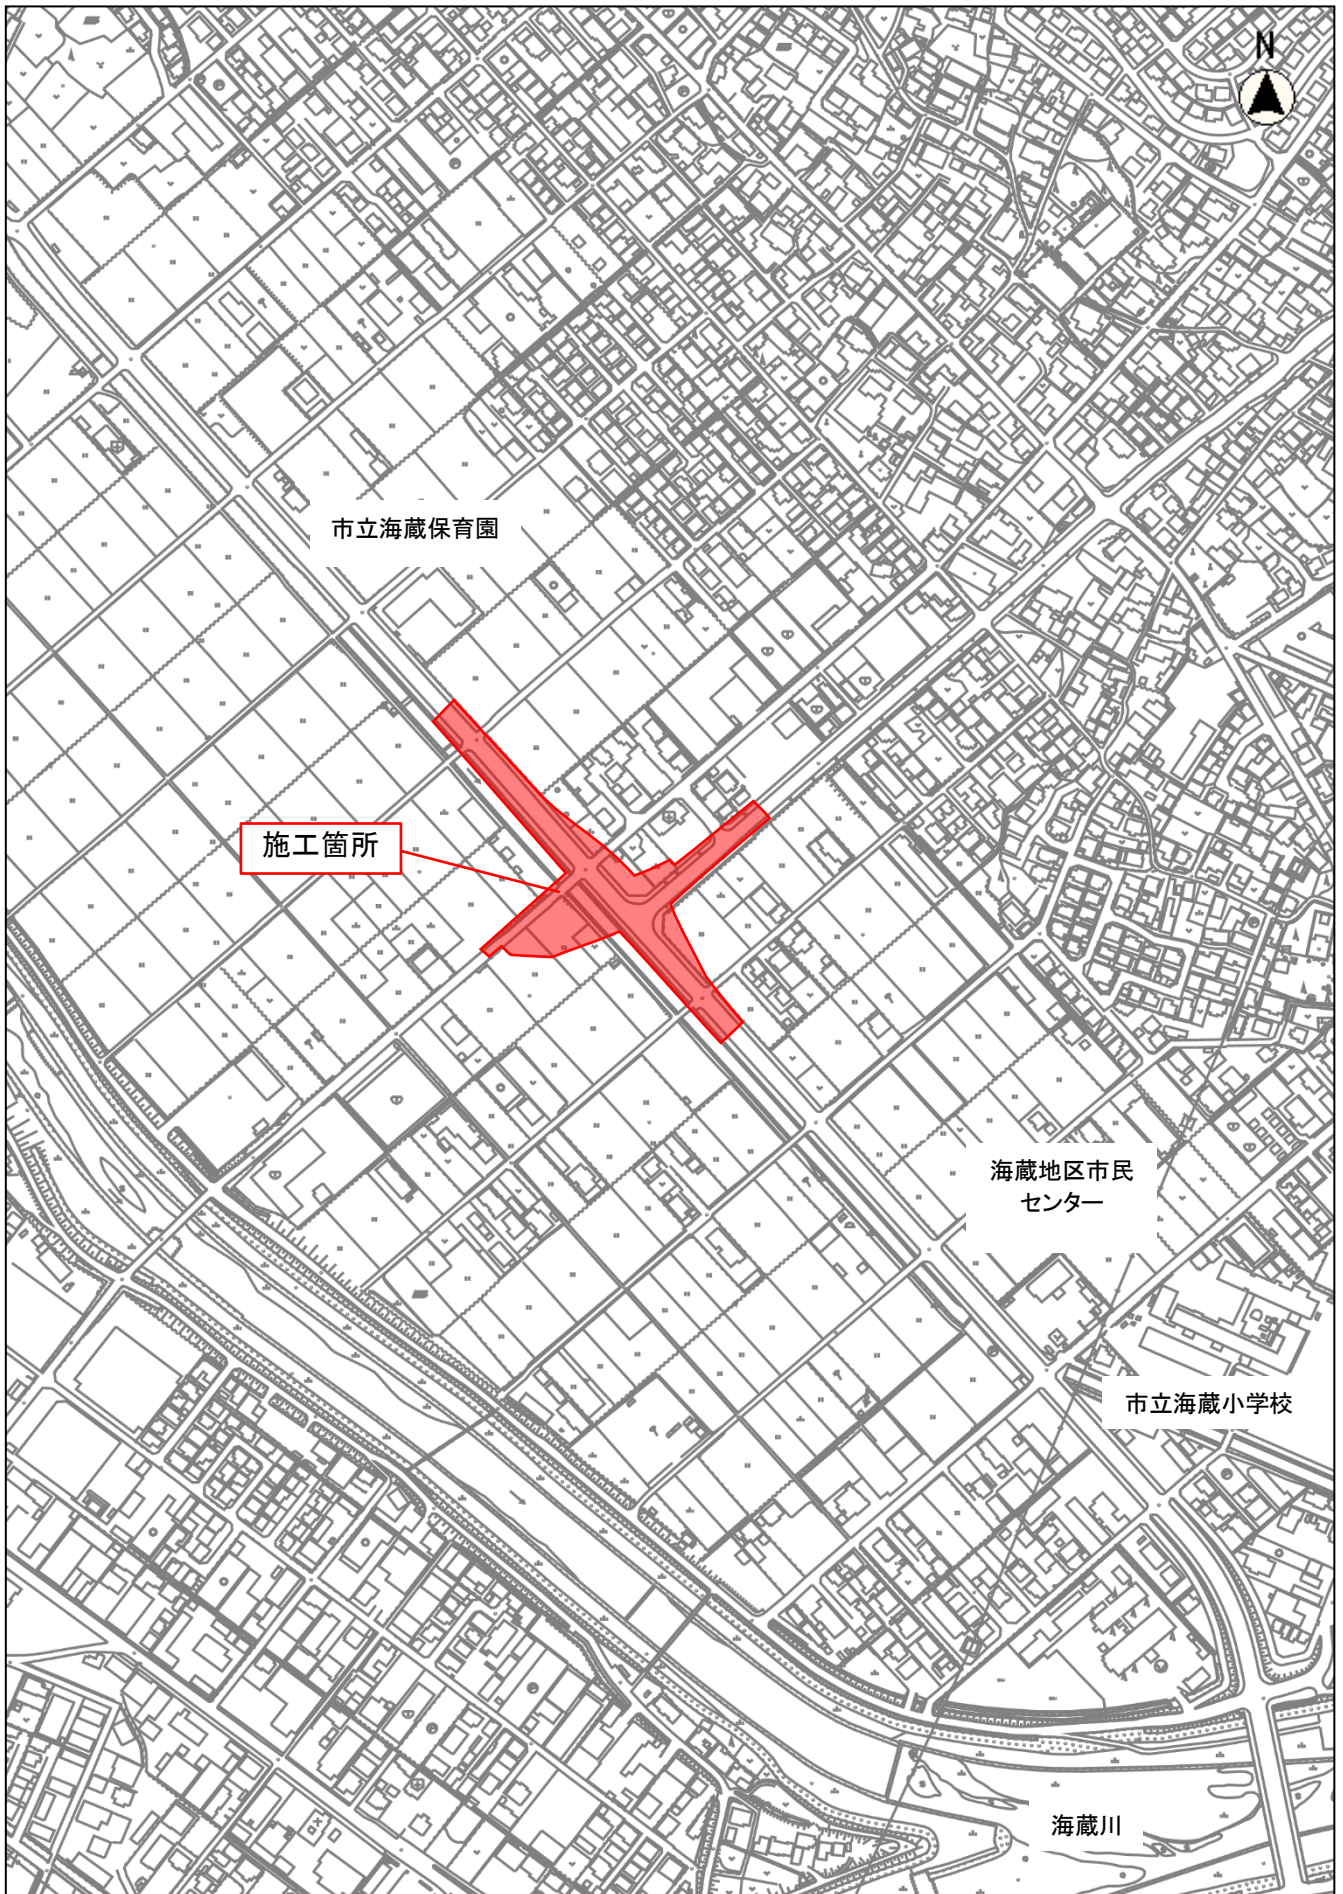 N
市立海蔵保育園
施工箇所
海蔵地区市民
センター
市立海蔵小学校
海蔵川